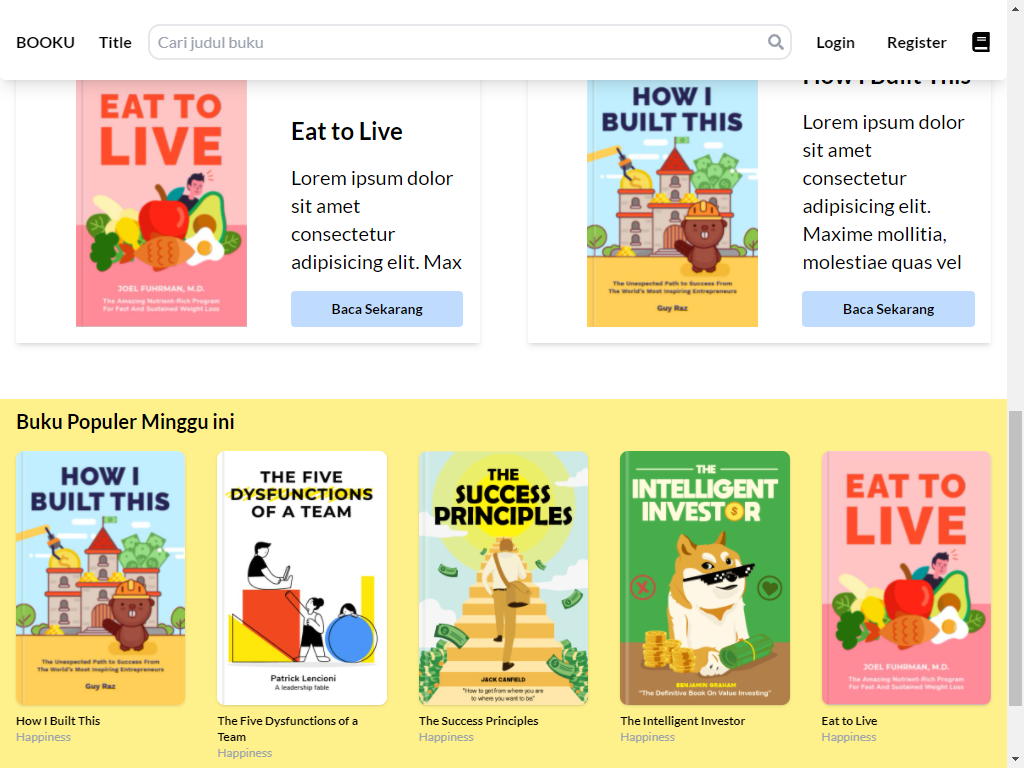 BOOKU Title Cari judul buku Login Register
EAT TO
LIVE
JOEL FUHRMAN, M.D.
The Amazing Nutrient-Rich Program
For Fast And Sustained Weight Loss
Eat to Live
Lorem ipsum dolor
sit amet
consectetur
adipisicing elit. Max
Baca Sekarang
HOW I
BUILT THIS
The Unexpected Path to Success From
The World's Most Inspiring Entrepreneurs
Guy Raz
How I Built This
Lorem ipsum dolor
sit amet
consectetur
adipisicing elit.
Maxime mollitia,
molestiae quas vel
Baca Sekarang
Buku Populer Minggu ini
HOW I
BUILT THIS
The Unexpected Path to Success From
The World's Most Inspiring Entrepreneurs
Guy Raz
How I Built This
Happiness
THE FIVE
DYSFUNCTIONS
OF A TEAM
Patrick Lencioni
A leadership fable
The Five Dysfunctions of a
Team
Happiness
THE
SUCCESS
PRINCIPLES
JACK CANFIELD
"How to get from where you are
to where you want to be"
The Success Principles
Happiness
THE
INTELLIGENT
INVESTOR
$
BENJAMIN GRAHAM
"The Definitive Book On Value Investing"
The Intelligent Investor
Happiness
EAT TO
LIVE
JOEL FUHRMAN, M.D.
The Amazing Nutrient-Rich Program
For Fast And Sustained Weight Loss
Eat to Live
Happiness